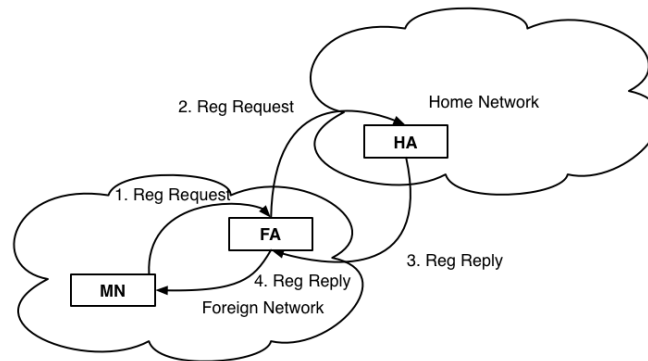 2. Reg Request
Home Network
HA
1. Reg Request
FA
3. Reg Reply
4. Reg Reply
MN
Foreign Network